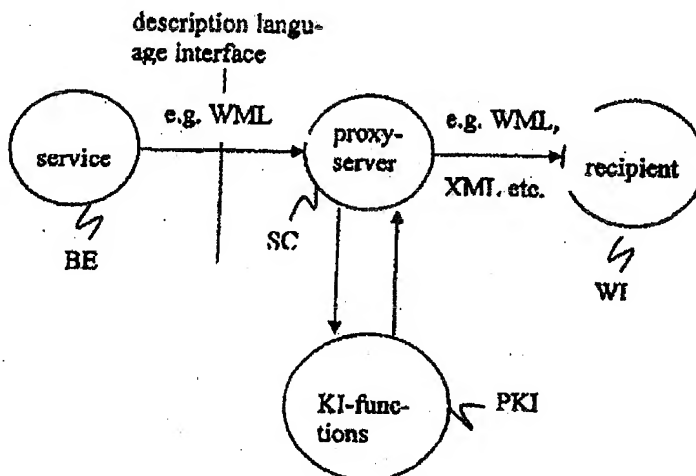 description langu-
age interface
e.g. WML
service
proxy-
server
e.g. WML,
XML etc.
recipient
BE
SC
WI
KI-func-
tions
PKI